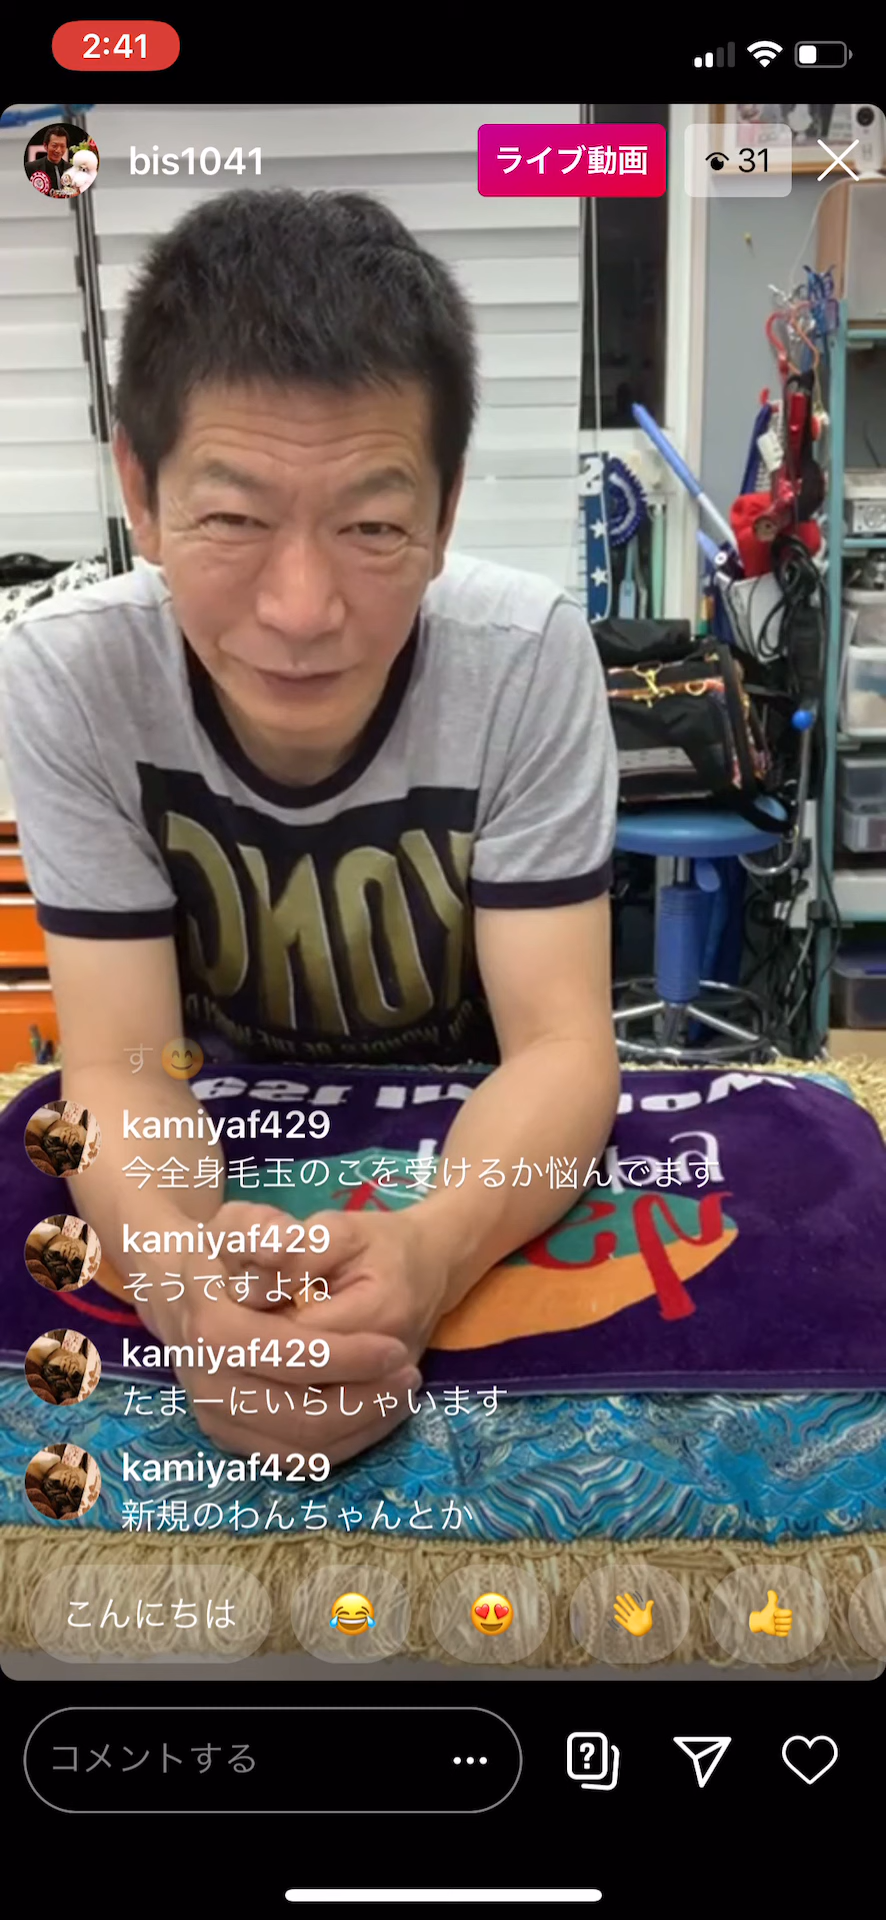 2:41
bis1041
ライブ動画
31
KONG
す😊
kamiyaf429
今全身毛玉のこを受けるか悩んでます
kamiyaf429
そうですよね
kamiyaf429
たまーにいらしゃいます
kamiyaf429
新規のわんちゃんとか
こんにちは
コメントする